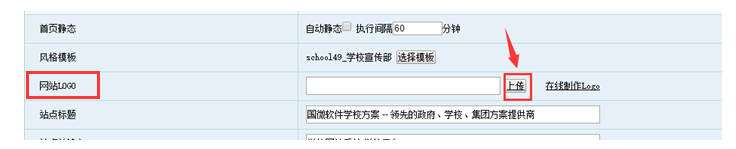 首页静态 自动静态 执行间隔 60 分钟
风格模板 school49_学校宣传部 选择模板
网站LOGO 上传 在线制作Logo
站点标题 国微软件学校方案 -- 领先的政府、学校、集团方案提供商